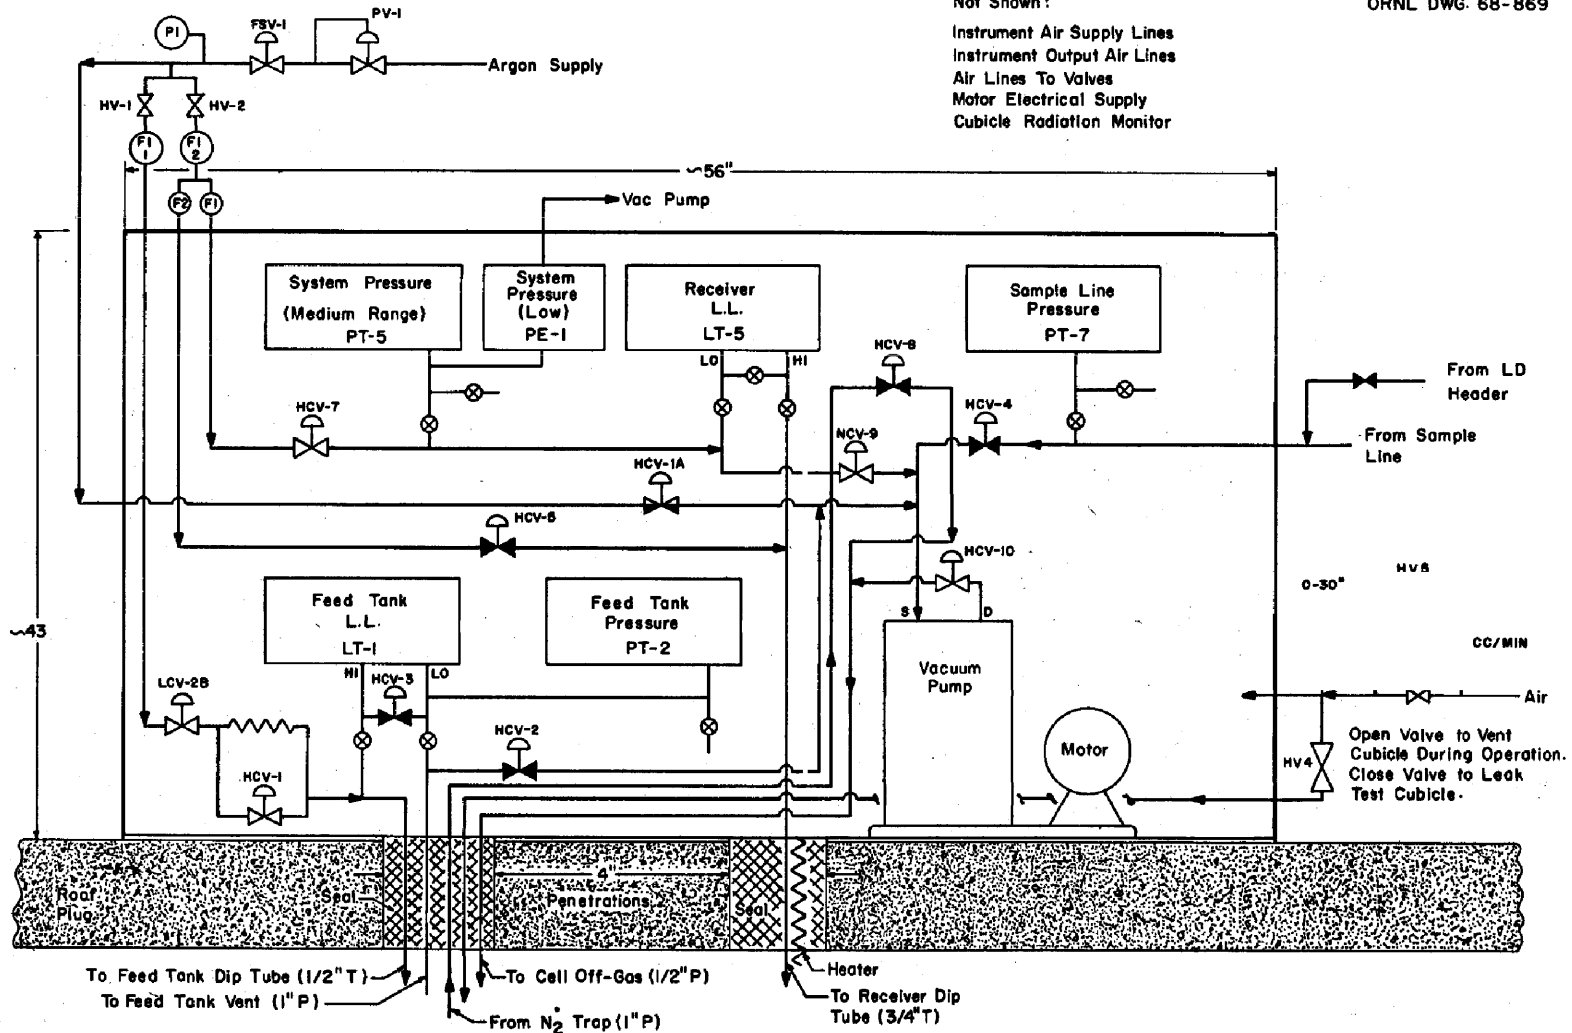 Not Shown:
ORNL DWG. 68-869
Instrument Air Supply Lines
Instrument Output Air Lines
Air Lines To Valves
Motor Electrical Supply
Cubicle Radiation Monitor
PI
FSV-1
PV-1
Argon Supply
HV-1
HV-2
FI
1
FI
2
F2
F1
~56"
Vac Pump
System Pressure
(Medium Range)
PT-5
System
Pressure
(Low)
PE-1
Receiver
L.L.
LT-5
LO
HI
Sample Line
Pressure
PT-7
HCV-8
From LD
Header
HCV-7
HCV-4
NCV-9
From Sample
Line
HCV-1A
HCV-5
HCV-10
HV5
0-30"
Feed Tank
L.L.
LT-1
HI
LO
Feed Tank
Pressure
PT-2
S
D
~43
Vacuum
Pump
CC/MIN
LCV-2B
HCV-3
Air
HCV-2
Motor
Open Valve to Vent
Cubicle During Operation.
Close Valve to Leak
Test Cubicle.
HV4
HCV-1
Roof
Plug
Seal
4"
Penetrations
Seal
To Feed Tank Dip Tube (1/2"T)
To Cell Off-Gas (1/2"P)
Heater
To Feed Tank Vent (1"P)
To Receiver Dip
Tube (3/4"T)
From N2 Trap (1"P)